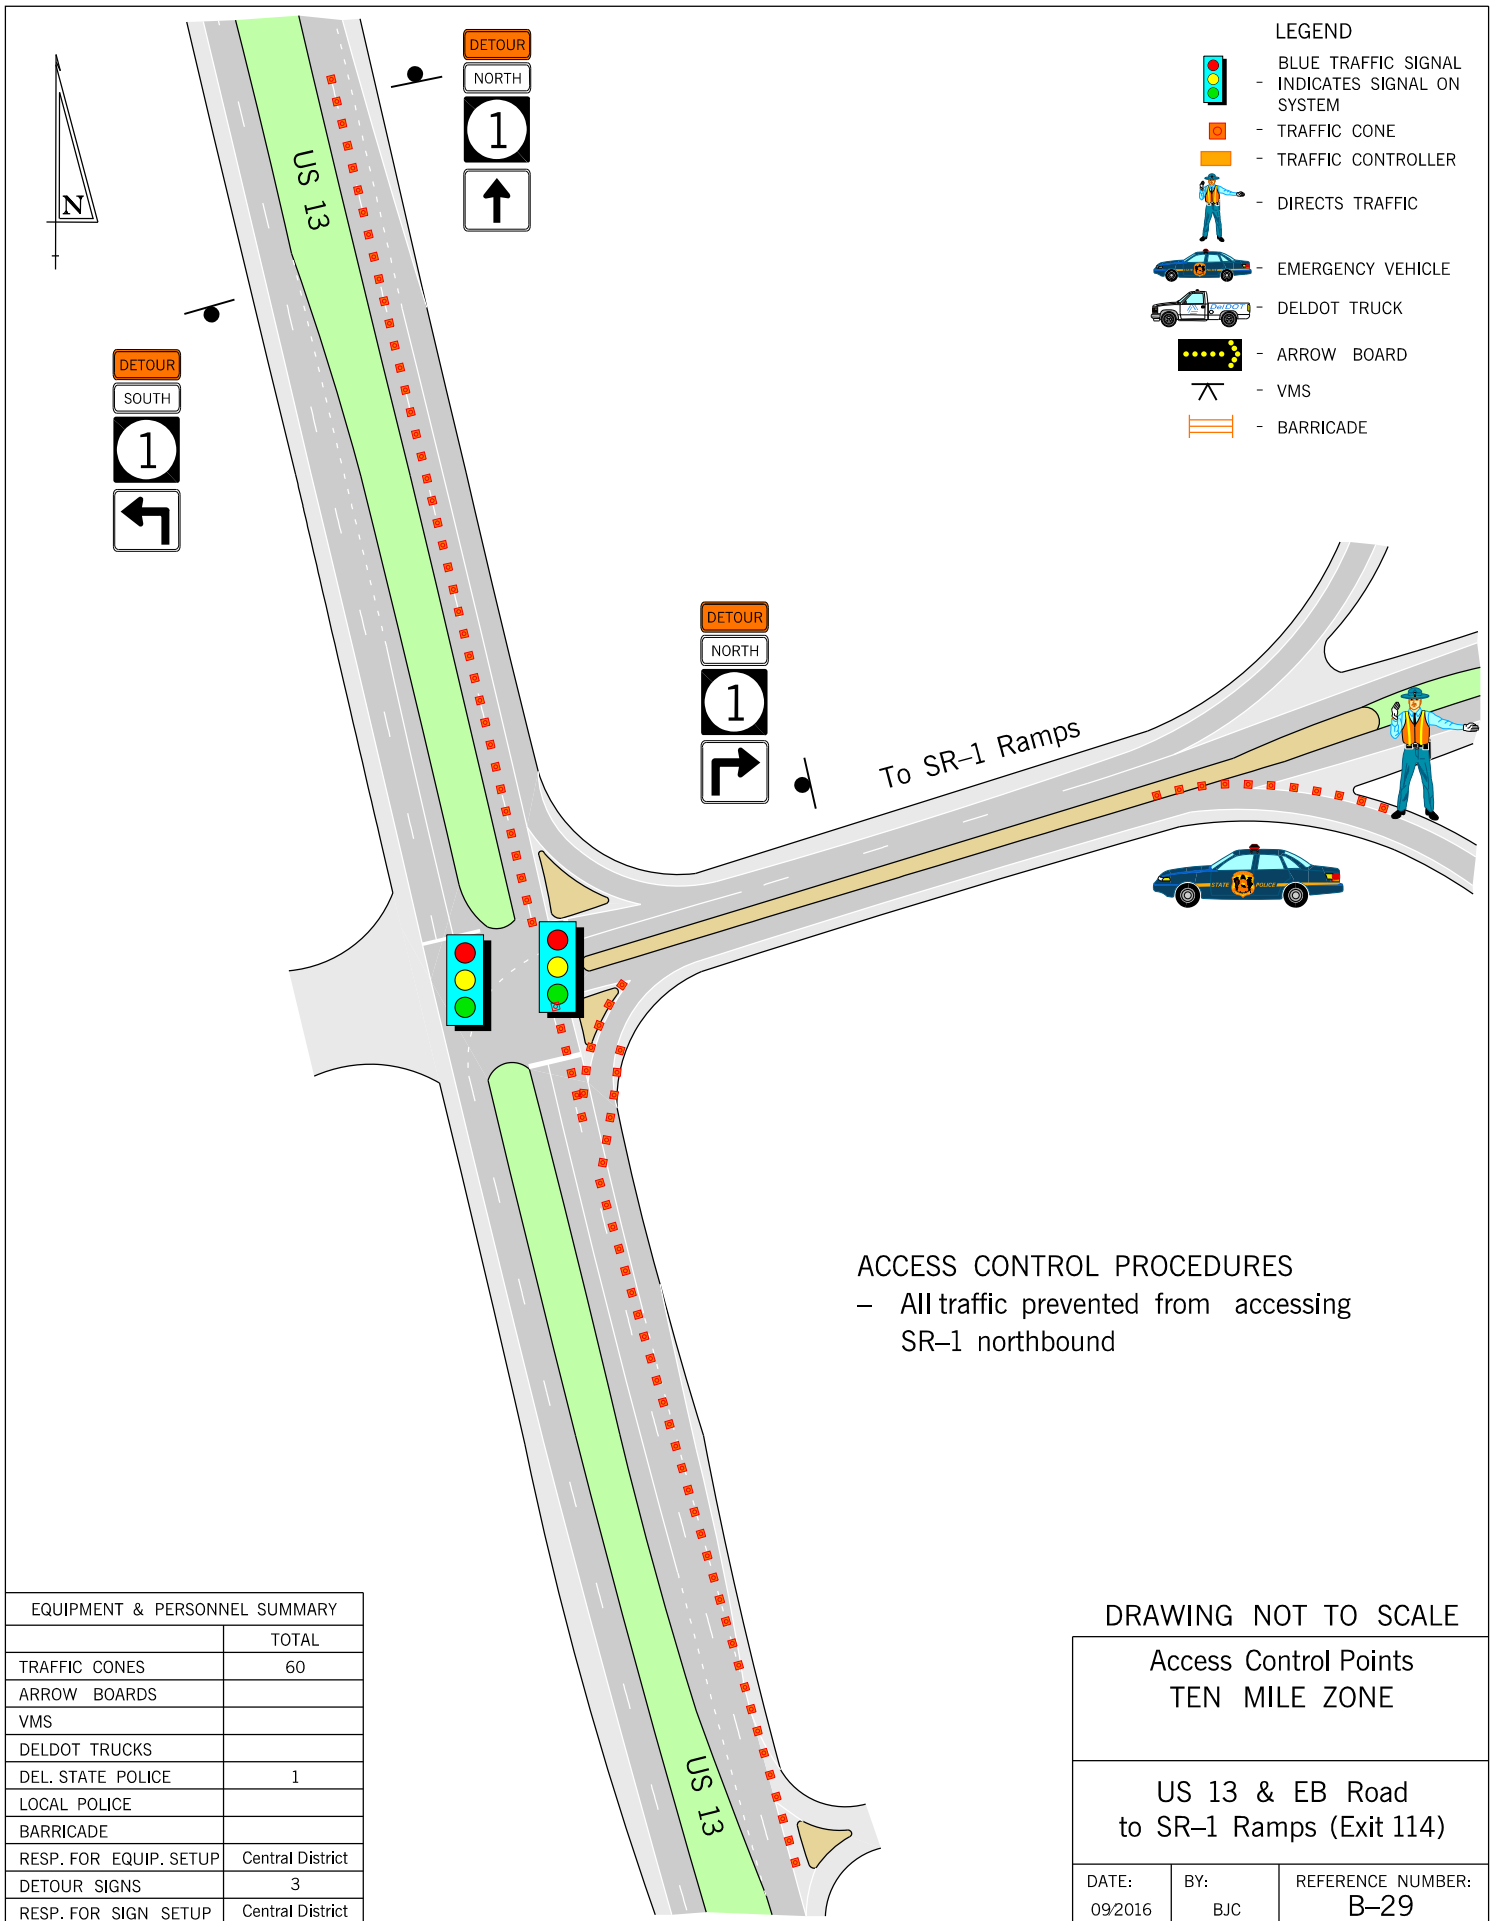 DETOUR
NORTH
1
US 13
N
DETOUR
SOUTH
1
LEGEND
BLUE TRAFFIC SIGNAL
- INDICATES SIGNAL ON
SYSTEM
- TRAFFIC CONE
- TRAFFIC CONTROLLER
- DIRECTS TRAFFIC
- EMERGENCY VEHICLE
DelDOT
- DELDOT TRUCK
- ARROW BOARD
- VMS
- BARRICADE
DETOUR
NORTH
1
To SR–1 Ramps
STATE POLICE
ACCESS CONTROL PROCEDURES
– All traffic prevented from accessing
SR–1 northbound
US 13
EQUIPMENT & PERSONNEL SUMMARY
TOTAL
TRAFFIC CONES 60
ARROW BOARDS
VMS
DELDOT TRUCKS
DEL. STATE POLICE 1
LOCAL POLICE
BARRICADE
RESP. FOR EQUIP. SETUP Central District
DETOUR SIGNS 3
RESP. FOR SIGN SETUP Central District
DRAWING NOT TO SCALE
Access Control Points
TEN MILE ZONE
US 13 & EB Road
to SR–1 Ramps (Exit 114)
DATE: BY: REFERENCE NUMBER:
09/2016 BJC B–29